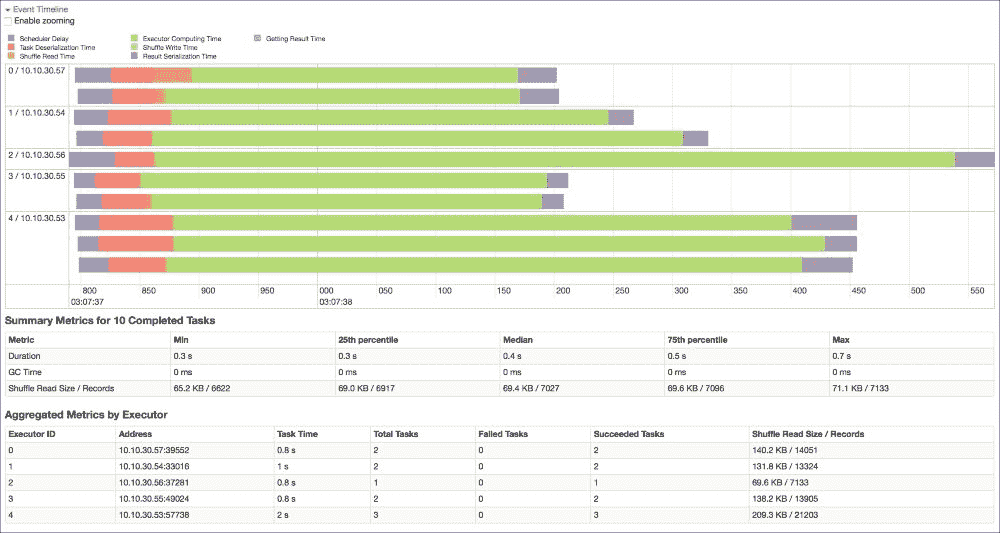 Event Timeline
Enable zooming
Scheduler Delay Executor Computing Time Getting Result Time
Task Deserialization Time Shuffle Write Time
Shuffle Read Time Result Serialization Time
0 / 10.10.30.57
1 / 10.10.30.54
2 / 10.10.30.56
3 / 10.10.30.55
4 / 10.10.30.53
800 850 900 950 000 050 100 150 200 250 300 350 400 450 500 550
03:07:37 03:07:38
Summary Metrics for 10 Completed Tasks
Metric Min 25th percentile Median 75th percentile Max
Duration 0.3 s 0.3 s 0.4 s 0.5 s 0.7 s
GC Time 0 ms 0 ms 0 ms 0 ms 0 ms
Shuffle Read Size / Records 65.2 KB / 6622 69.0 KB / 6917 69.4 KB / 7027 69.6 KB / 7096 71.1 KB / 7133
Aggregated Metrics by Executor
Executor ID Address Task Time Total Tasks Failed Tasks Succeeded Tasks Shuffle Read Size / Records
0 10.10.30.57:39552 0.8 s 2 0 2 140.2 KB / 14051
1 10.10.30.54:33016 1 s 2 0 2 131.8 KB / 13324
2 10.10.30.56:37281 0.8 s 1 0 1 69.6 KB / 7133
3 10.10.30.55:49024 0.8 s 2 0 2 138.2 KB / 13905
4 10.10.30.53:57738 2 s 3 0 3 209.3 KB / 21203